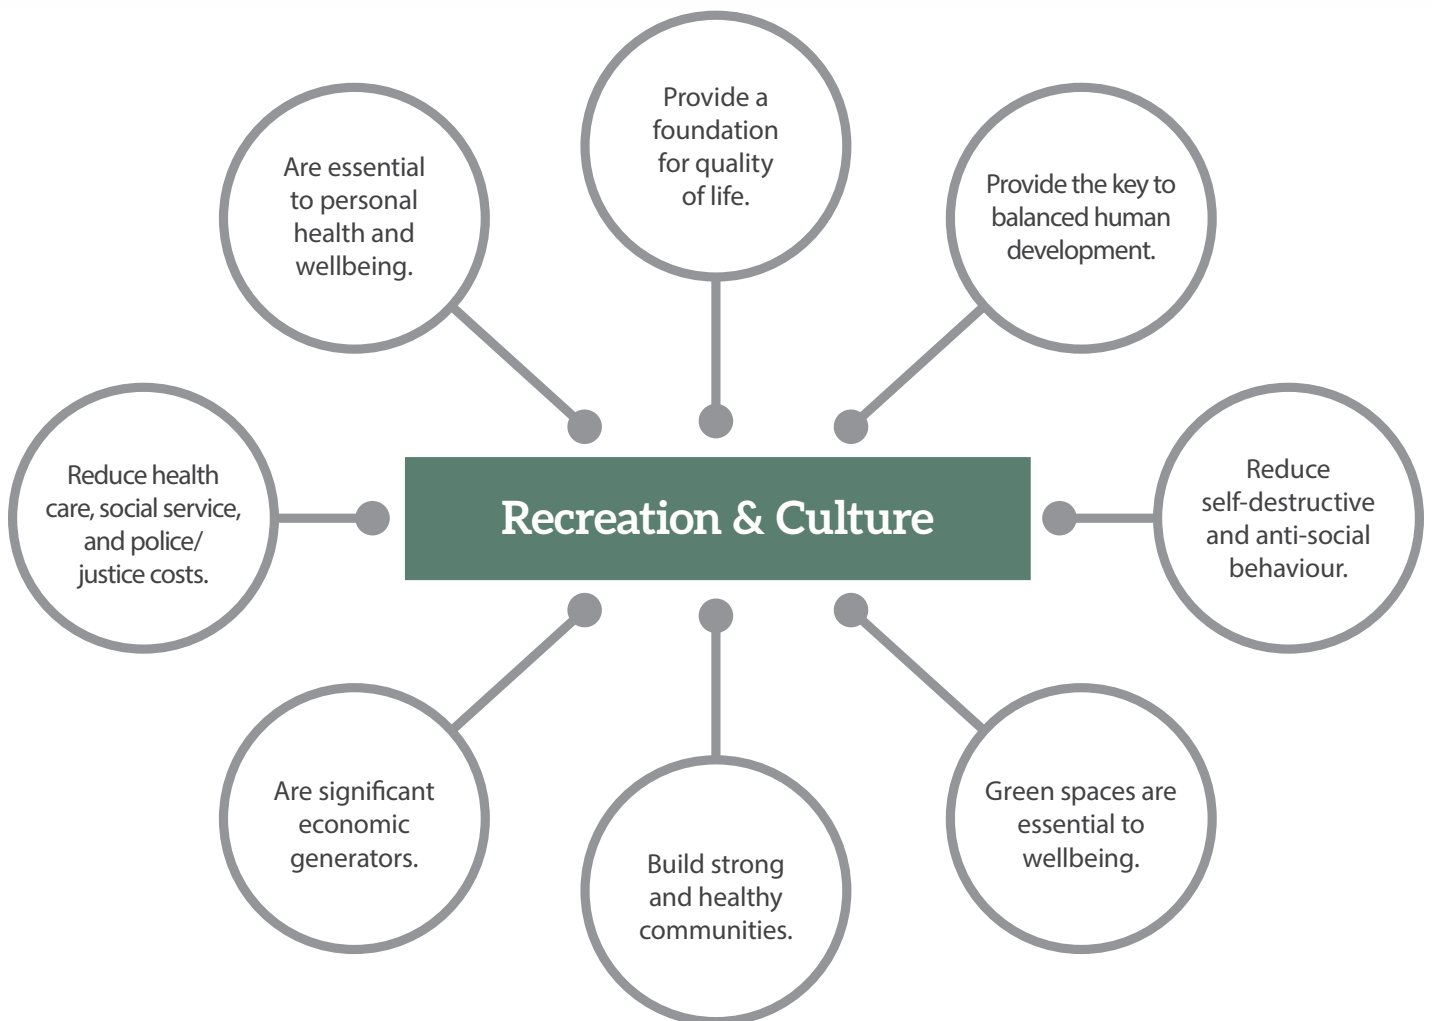 Provide a
foundation
for quality
of life.
Are essential
to personal
health and
wellbeing.
Provide the key to
balanced human
development.
Reduce health
care, social service,
and police/
justice costs.
Recreation & Culture
Reduce
self-destructive
and anti-social
behaviour.
Are significant
economic
generators.
Build strong
and healthy
communities.
Green spaces are
essential to
wellbeing.